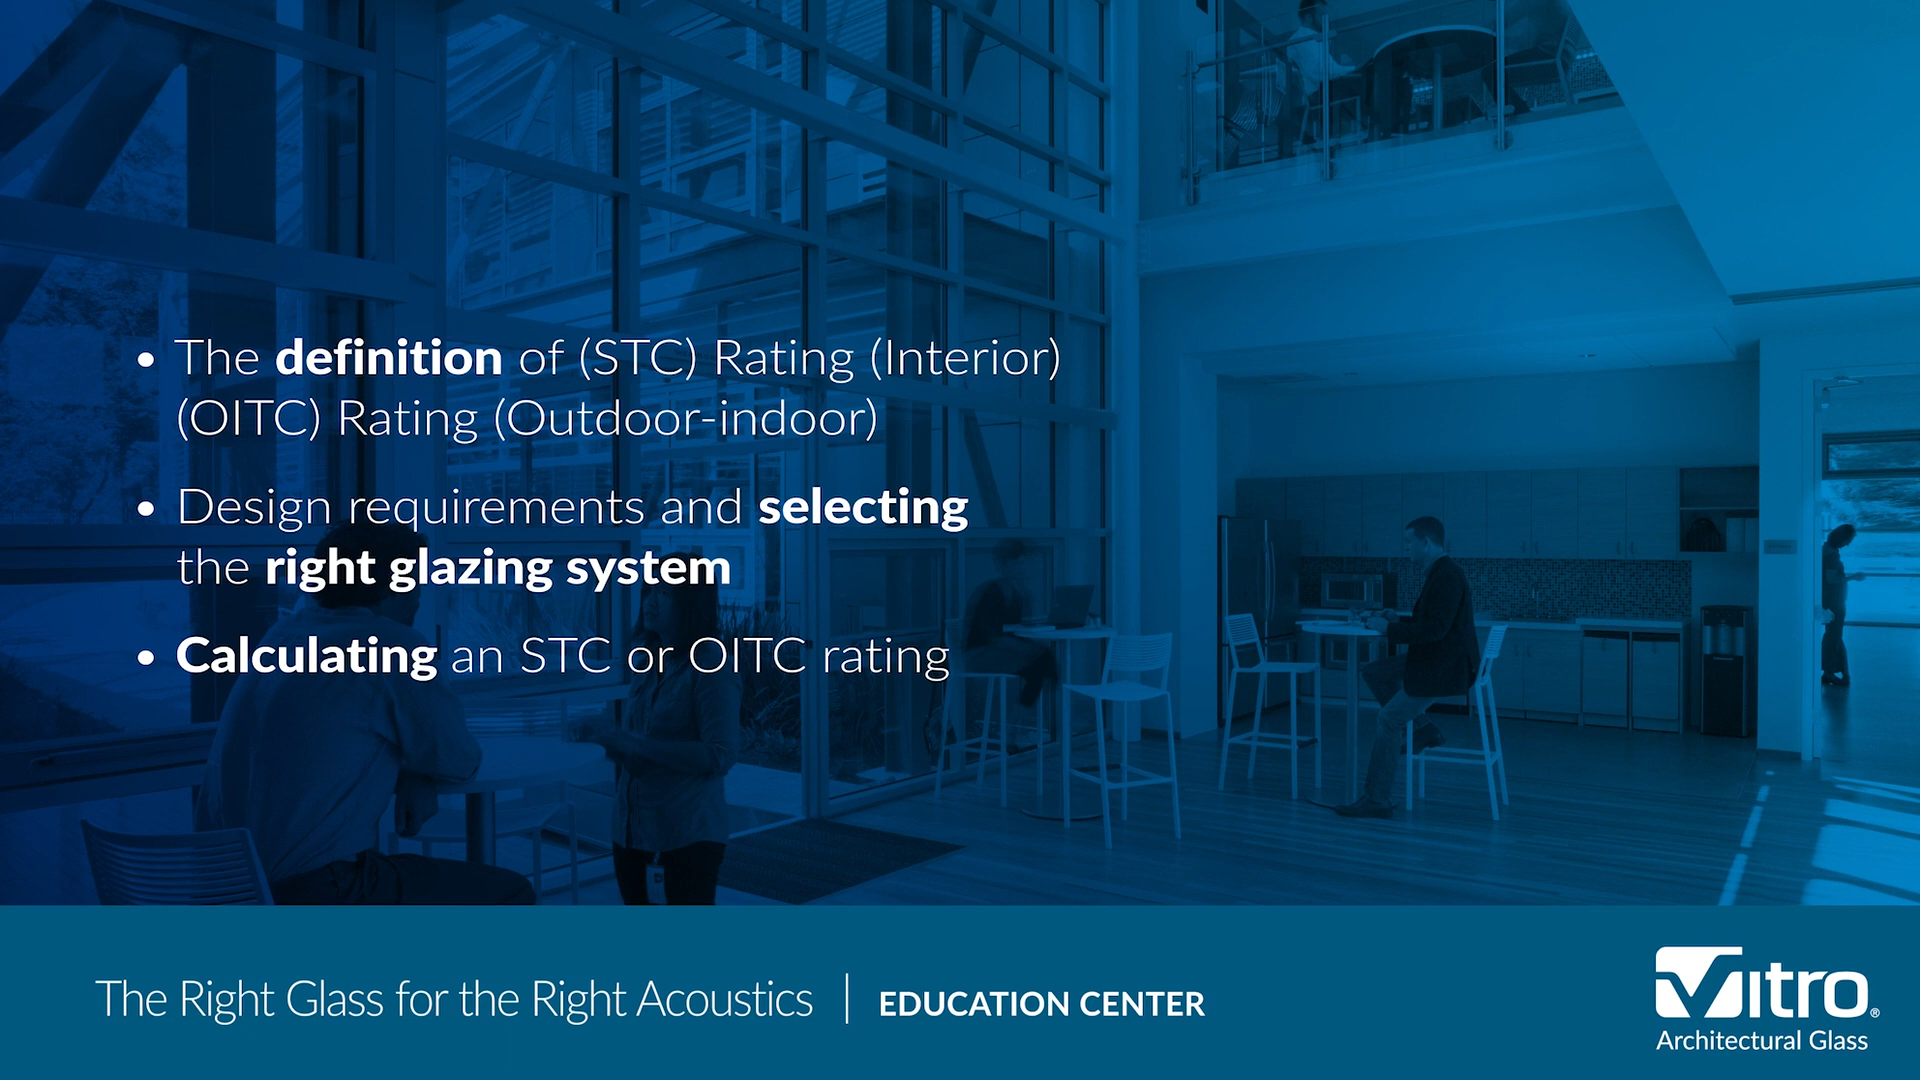 • The definition of (STC) Rating (Interior)
(OITC) Rating (Outdoor-indoor)
• Design requirements and selecting
the right glazing system
• Calculating an STC or OITC rating
The Right Glass for the Right Acoustics | EDUCATION CENTER
Vitro®
Architectural Glass